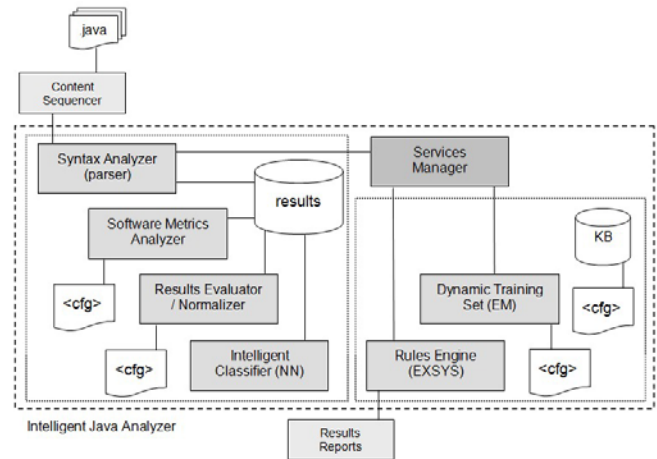 .java
Content
Sequencer
Syntax Analyzer
(parser)
Services
Manager
results
Software Metrics
Analyzer
KB
<cfg>
Results Evaluator
/ Normalizer
Dynamic Training
Set (EM)
<cfg>
<cfg>
Intelligent
Classifier (NN)
Rules Engine
(EXSYS)
<cfg>
Intelligent Java Analyzer
Results
Reports